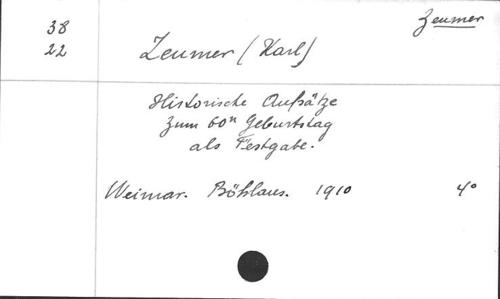 Zeumer
38
22
Zeumer (Karl)
Historische Aufsätze
zum 60n Geburtstag
als Festgabe.
Weimar. Böhlaus. 1910 4°